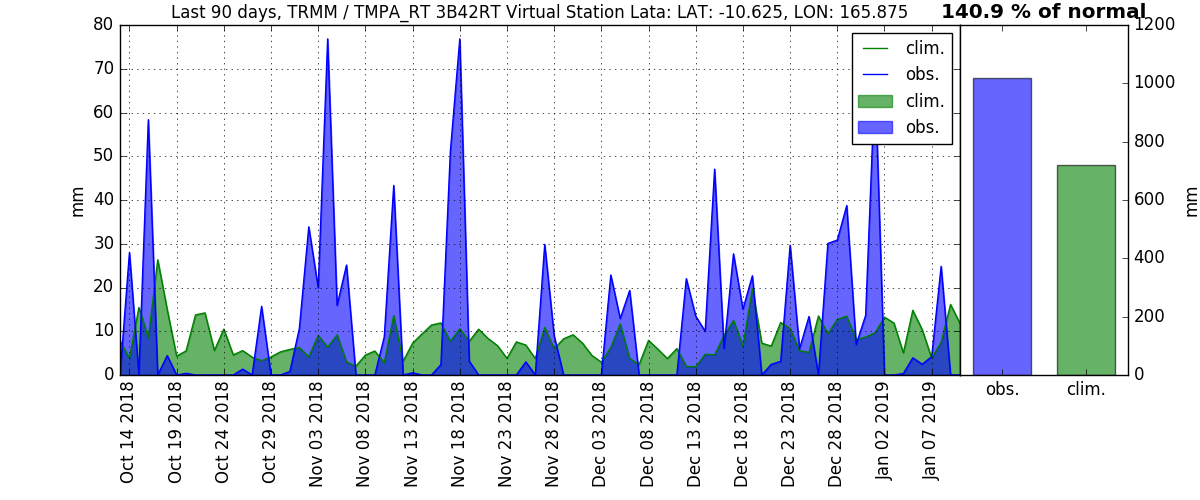 Last 90 days, TRMM / TMPA_RT 3B42RT Virtual Station Lata: LAT: -10.625, LON: 165.875
140.9 % of normal
80
70
60
50
40
30
20
10
0
mm
clim.
obs.
clim.
obs.
1200
1000
800
600
400
200
0
mm
obs.
clim.
Oct 14 2018
Oct 19 2018
Oct 24 2018
Oct 29 2018
Nov 03 2018
Nov 08 2018
Nov 13 2018
Nov 18 2018
Nov 23 2018
Nov 28 2018
Dec 03 2018
Dec 08 2018
Dec 13 2018
Dec 18 2018
Dec 23 2018
Dec 28 2018
Jan 02 2019
Jan 07 2019